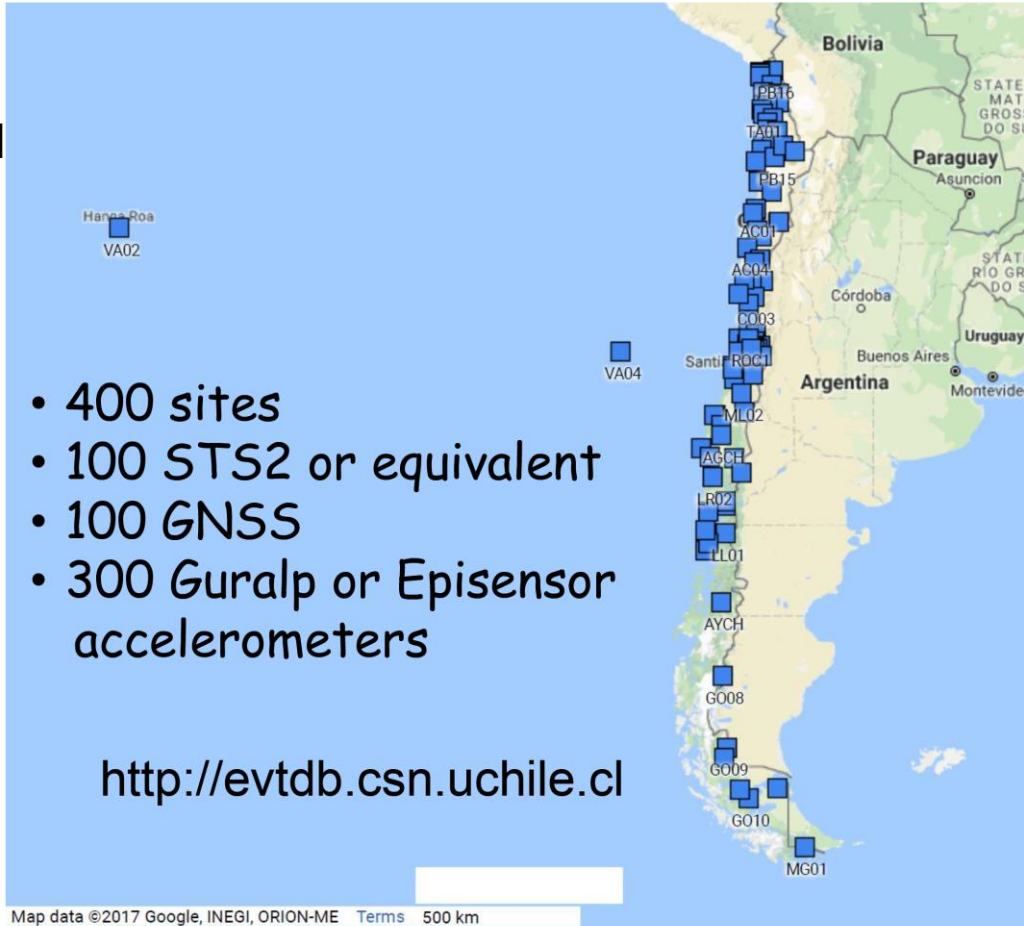 Bolivia
STATE
MAT
GROSS
DO S
PB16
TA01
Paraguay
Asuncion
PB15
Hanga Roa
VA02
AC01
STATE
RIO GR
DO S
AC04
Córdoba
CO03
Uruguay
VA04
Santi
ROC1
Buenos Aires
Montevide
Argentina
• 400 sites
ML02
• 100 STS2 or equivalent
AGCH
• 100 GNSS
LR02
• 300 Guralp or Episensor
accelerometers
LL01
AYCH
GO08
http://evtdb.csn.uchile.cl
GO09
GO10
MG01
Map data ©2017 Google, INEGI, ORION-ME Terms 500 km